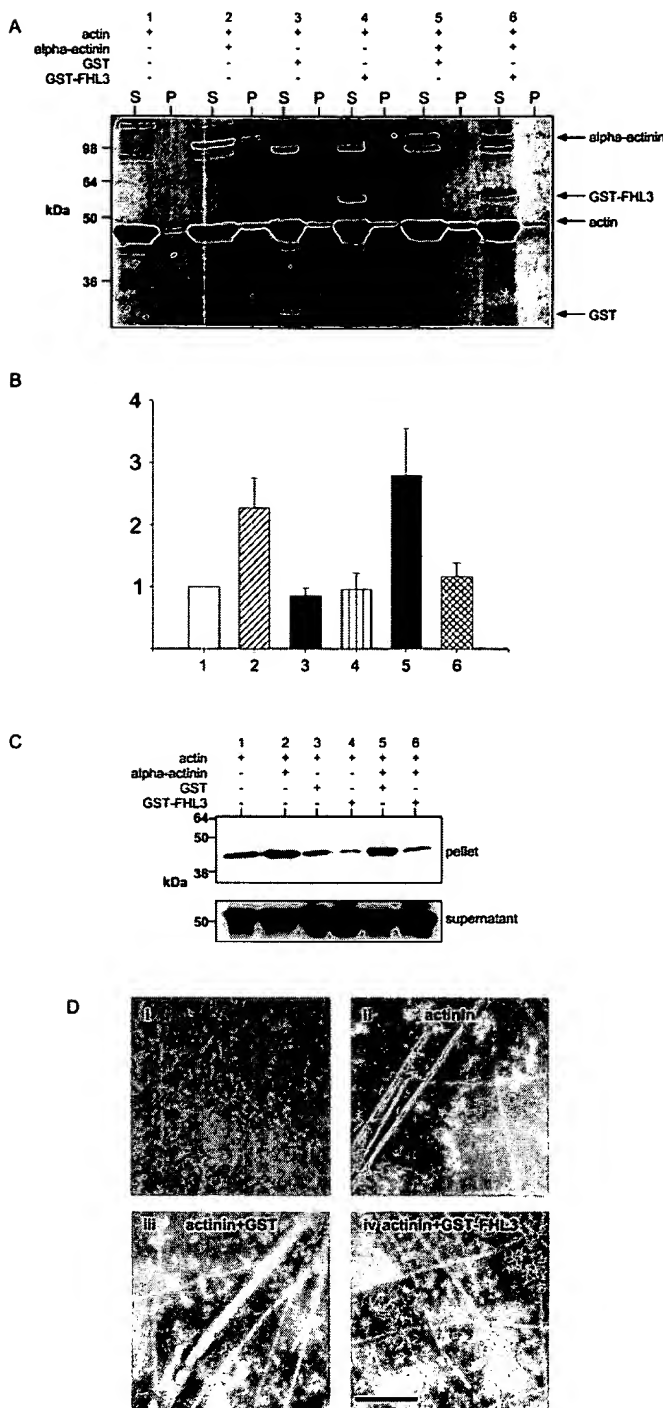 A
1 2 3 4 5 6
actin + + + + + +
alpha-actinin - + - - + +
GST - - + - + -
GST-FHL3 - - - + - +
S P S P S P S P S P S P
98
64
kDa
50
36
alpha-actinin
GST-FHL3
actin
GST
B
4
3
2
1
1 2 3 4 5 6
C
1 2 3 4 5 6
actin + + + + + +
alpha-actinin - + - - + +
GST - - + - + -
GST-FHL3 - - - + - +
64
50
36
kDa
pellet
50
supernatant
D
i
ii actinin
iii actinin+GST
iv actinin+GST-FHL3